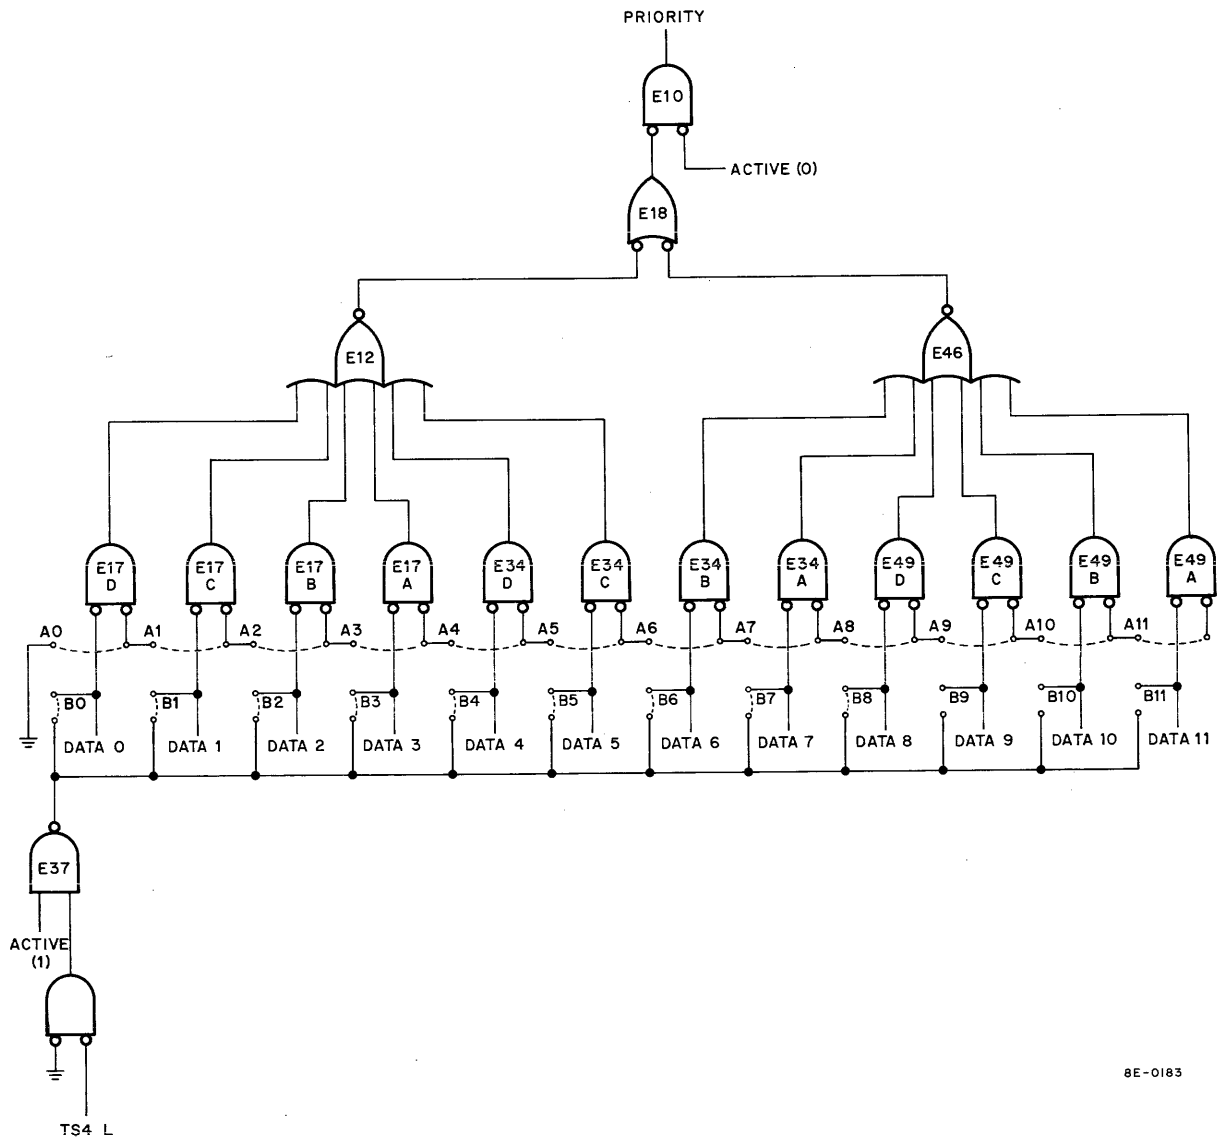 PRIORITY
E10
ACTIVE (0)
E18
E12
E46
E17 D
E17 C
E17 B
E17 A
E34 D
E34 C
E34 B
E34 A
E49 D
E49 C
E49 B
E49 A
A0 A1 A2 A3 A4 A5 A6 A7 A8 A9 A10 A11
B0 B1 B2 B3 B4 B5 B6 B7 B8 B9 B10 B11
DATA 0 DATA 1 DATA 2 DATA 3 DATA 4 DATA 5 DATA 6 DATA 7 DATA 8 DATA 9 DATA 10 DATA 11
E37
ACTIVE
(1)
8E-0183
TS4 L